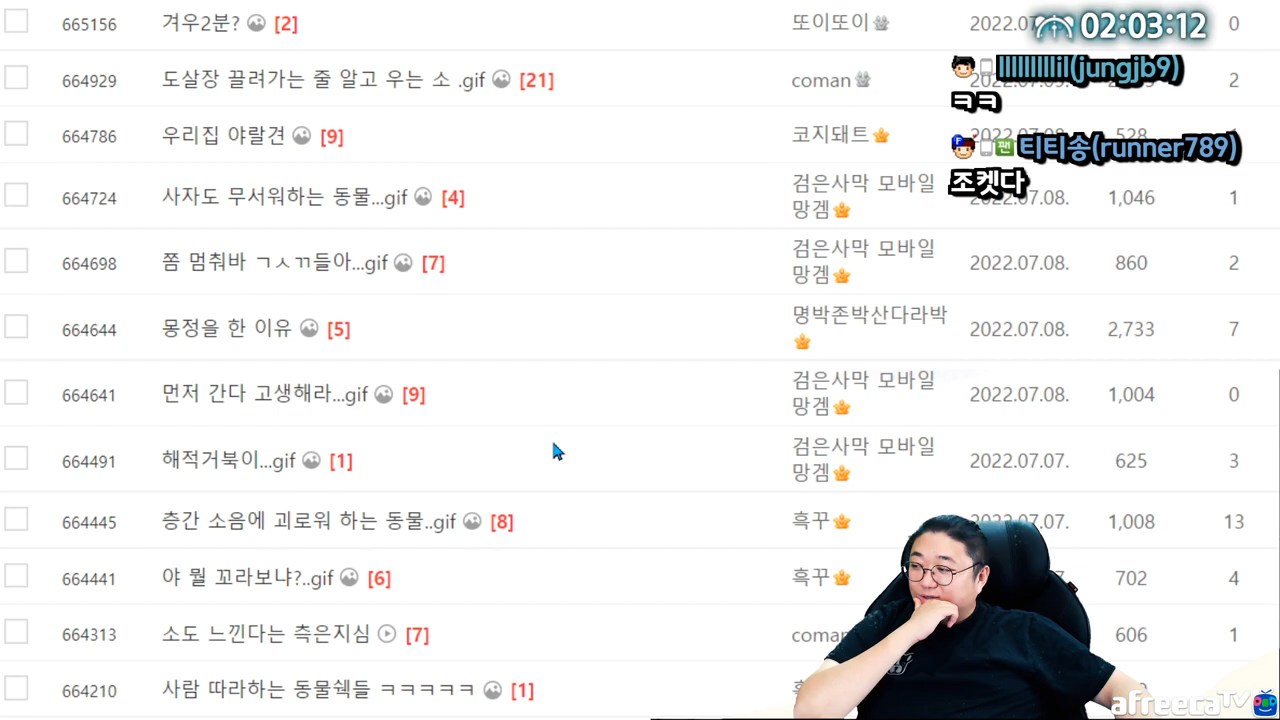 665156 겨우2분? [2] 또이또이 2022.07 0
02:03:12
664929 도살장 끌려가는 줄 알고 우는 소 .gif [21] coman 2
lllllllllil(jungjb9)
ㅋㅋ
664786 우리집 야랄견 [9] 코지돼트 2022.07.08. 528
티티송(runner789)
조켓다
664724 사자도 무서워하는 동물...gif [4] 검은사막 모바일 2022.07.08. 1,046 1
망겜
664698 쫌 멈춰바 ㄱㅅㄲ들아...gif [7] 검은사막 모바일 2022.07.08. 860 2
망겜
664644 몽정을 한 이유 [5] 명박존박산다라박 2022.07.08. 2,733 7
664641 먼저 간다 고생해라...gif [9] 검은사막 모바일 2022.07.08. 1,004 0
망겜
664491 해적거북이...gif [1] 검은사막 모바일 2022.07.07. 625 3
망겜
664445 층간 소음에 괴로워 하는 동물..gif [8] 흑꾸 2022.07.07. 1,008 13
664441 야 뭘 꼬라보냐?..gif [6] 흑꾸 702 4
664313 소도 느낀다는 측은지심 [7] coman 606 1
664210 사람 따라하는 동물쉑들 ㅋㅋㅋㅋㅋ [1]
afreecaTV